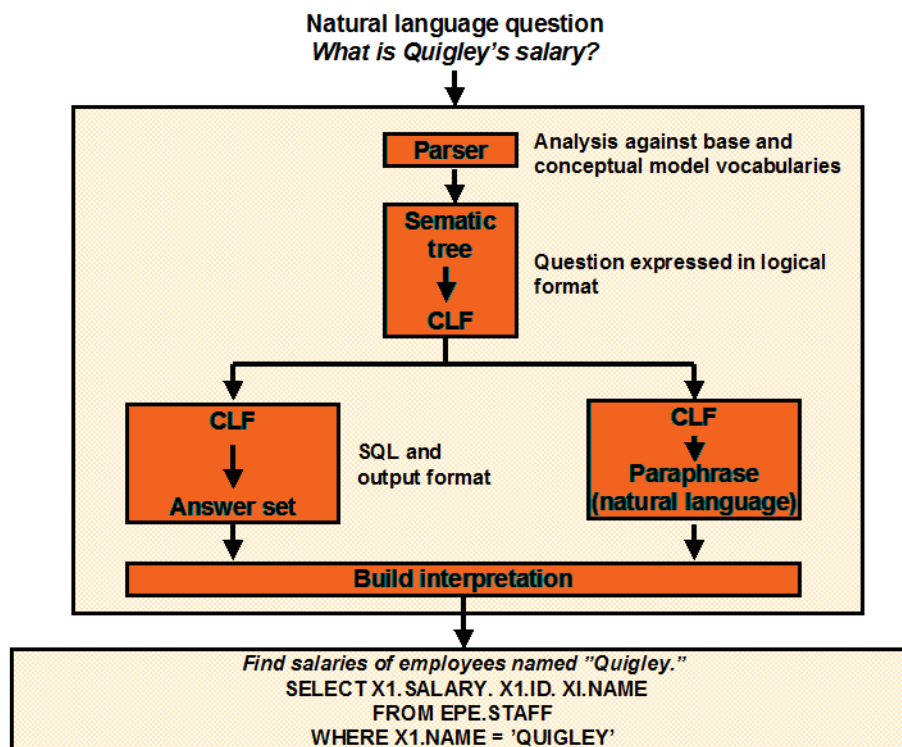 Natural language question
What is Quigley's salary?
Parser
Analysis against base and
conceptual model vocabularies
Sematic
tree
CLF
Question expressed in logical
format
CLF
Answer set
SQL and
output format
CLF
Paraphrase
(natural language)
Build interpretation
Find salaries of employees named ”Quigley.”
SELECT X1.SALARY. X1.ID. XI.NAME
FROM EPE.STAFF
WHERE X1.NAME = ’QUIGLEY’